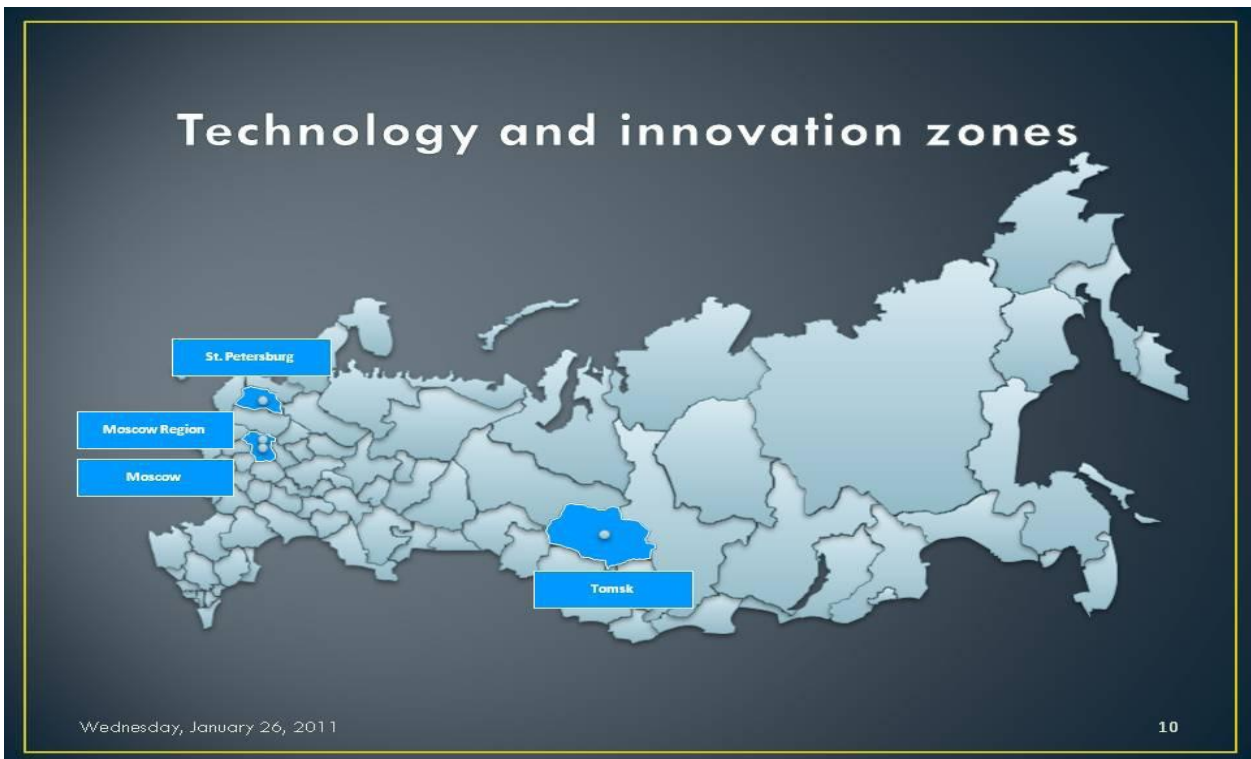 Technology and innovation zones
St. Petersburg
Moscow Region
Moscow
Tomsk
Wednesday, January 26, 2011
10